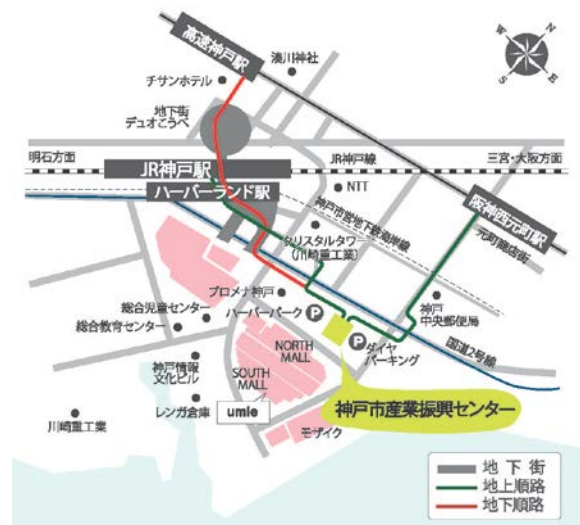 高速神戸駅
湊川神社
チサンホテル
N
W
E
S
地下街
デュオこうべ
明石方面
JR神戸駅
JR神戸線
三宮・大阪方面
ハーバーランド駅
NTT
阪神西元町駅
神戸市営地下鉄海岸線
元町商店街
クリスタルタワー
(川崎重工業)
プロメナ神戸
総合児童センター
ハーバーパーク
P
神戸
中央郵便局
総合教育センター
NORTH
MALL
P
ダイヤ
パーキング
国道2号線
神戸情報
文化ビル
SOUTH
MALL
神戸市産業振興センター
レンガ倉庫
umie
川崎重工業
モザイク
地下街
地上順路
地下順路